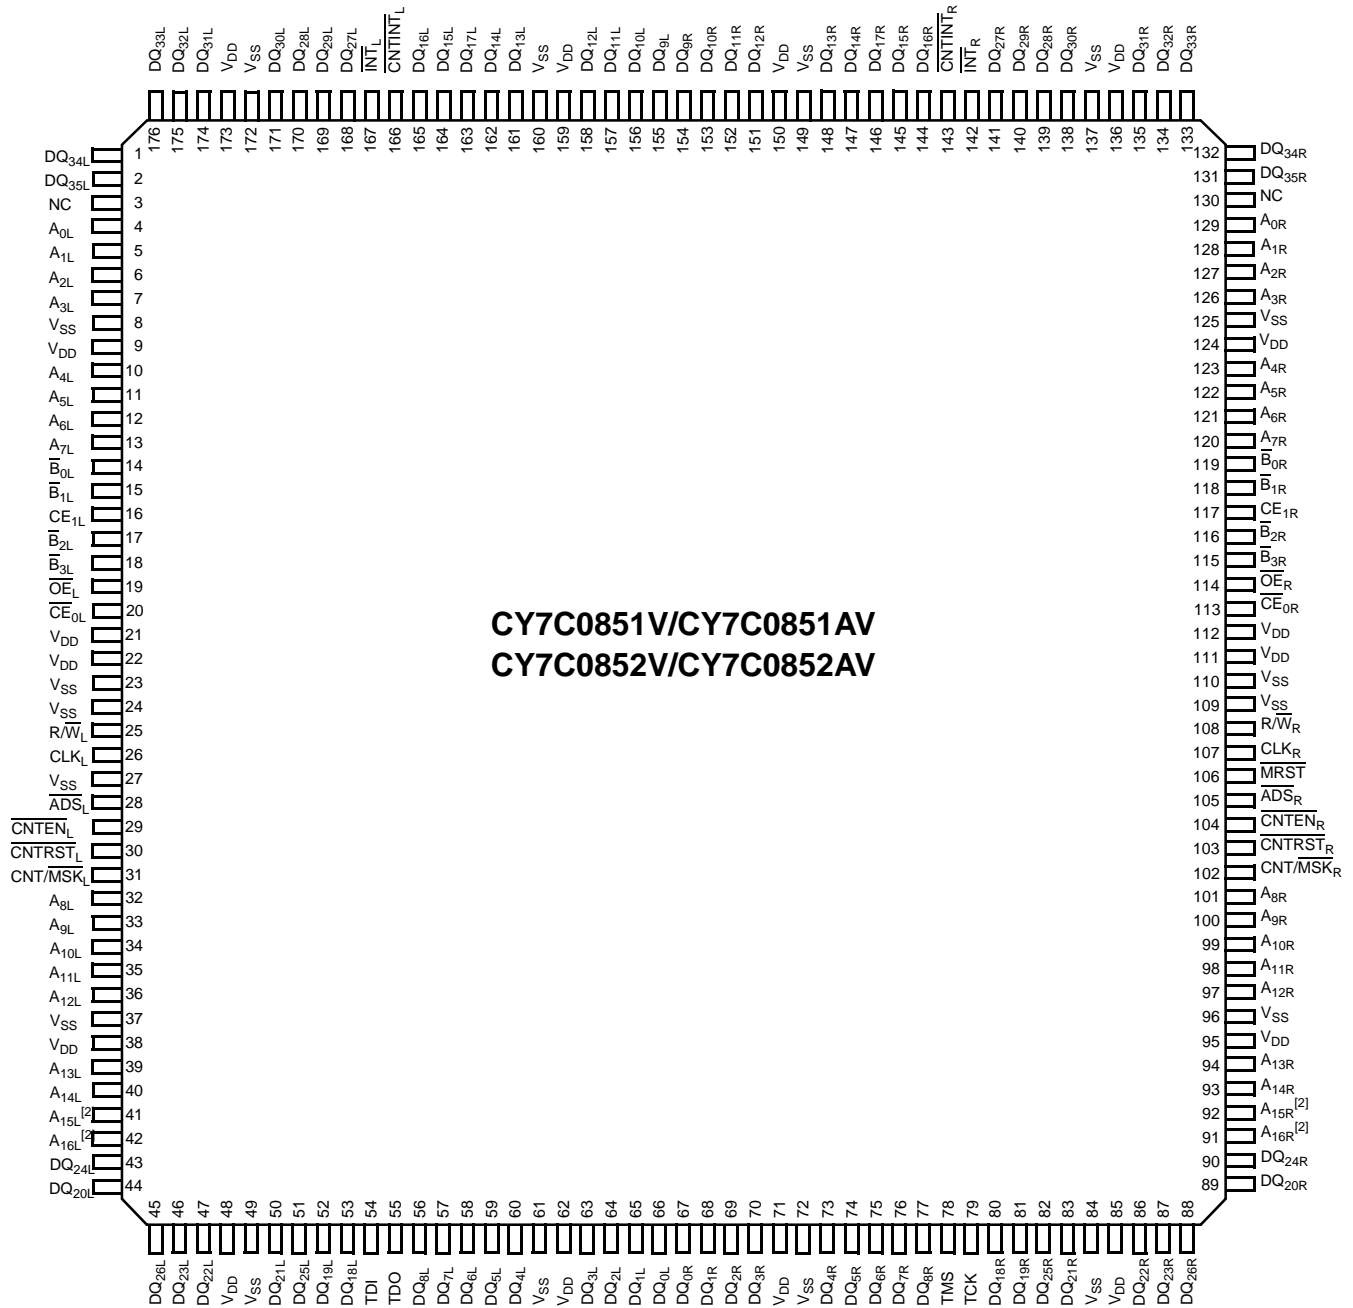 DQ33L DQ32L DQ31L VDD VSS DQ30L DQ28L DQ29L DQ27L INTL CNTINTL DQ16L DQ15L DQ17L DQ14L DQ13L VSS VDD DQ12L DQ11L DQ10L DQ9L DQ9R DQ10R DQ11R DQ12R VDD VSS DQ13R DQ14R DQ17R DQ15R DQ16R CNTINTR INTR DQ27R DQ29R DQ28R DQ30R VSS VDD DQ31R DQ32R DQ33R
176 175 174 173 172 171 170 169 168 167 166 165 164 163 162 161 160 159 158 157 156 155 154 153 152 151 150 149 148 147 146 145 144 143 142 141 140 139 138 137 136 135 134 133
DQ34L 1 132 DQ34R
DQ35L 2 131 DQ35R
NC 3 130 NC
A0L 4 129 A0R
A1L 5 128 A1R
A2L 6 127 A2R
A3L 7 126 A3R
VSS 8 125 VSS
VDD 9 124 VDD
A4L 10 123 A4R
A5L 11 122 A5R
A6L 12 121 A6R
A7L 13 120 A7R
B0L 14 119 B0R
B1L 15 118 B1R
CE1L 16 117 CE1R
B2L 17 116 B2R
B3L 18 115 B3R
OEL 19 114 OER
CE0L 20 113 CE0R
CY7C0851V/CY7C0851AV
VDD 21 112 VDD
CY7C0852V/CY7C0852AV
VDD 22 111 VDD
VSS 23 110 VSS
VSS 24 109 VSS
R/WL 25 108 R/WR
CLKL 26 107 CLKR
VSS 27 106 MRST
ADSL 28 105 ADSR
CNTENL 29 104 CNTENR
CNTRSTL 30 103 CNTRSTR
CNT/MSKL 31 102 CNT/MSKR
A8L 32 101 A8R
A9L 33 100 A9R
A10L 34 99 A10R
A11L 35 98 A11R
A12L 36 97 A12R
VSS 37 96 VSS
VDD 38 95 VDD
A13L 39 94 A13R
A14L 40 93 A14R
A15L[2] 41 92 A15R[2]
A16L[2] 42 91 A16R[2]
DQ24L 43 90 DQ24R
DQ20L 44 89 DQ20R
45 46 47 48 49 50 51 52 53 54 55 56 57 58 59 60 61 62 63 64 65 66 67 68 69 70 71 72 73 74 75 76 77 78 79 80 81 82 83 84 85 86 87 88
DQ26L DQ23L DQ22L VDD VSS DQ21L DQ25L DQ19L DQ18L TDI TDO DQ8L DQ7L DQ6L DQ5L DQ4L VSS VDD DQ3L DQ2L DQ1L DQ0L DQ0R DQ1R DQ2R DQ3R VDD VSS DQ4R DQ5R DQ6R DQ7R DQ8R TMS TCK DQ18R DQ19R DQ25R DQ21R VSS VDD DQ22R DQ23R DQ26R